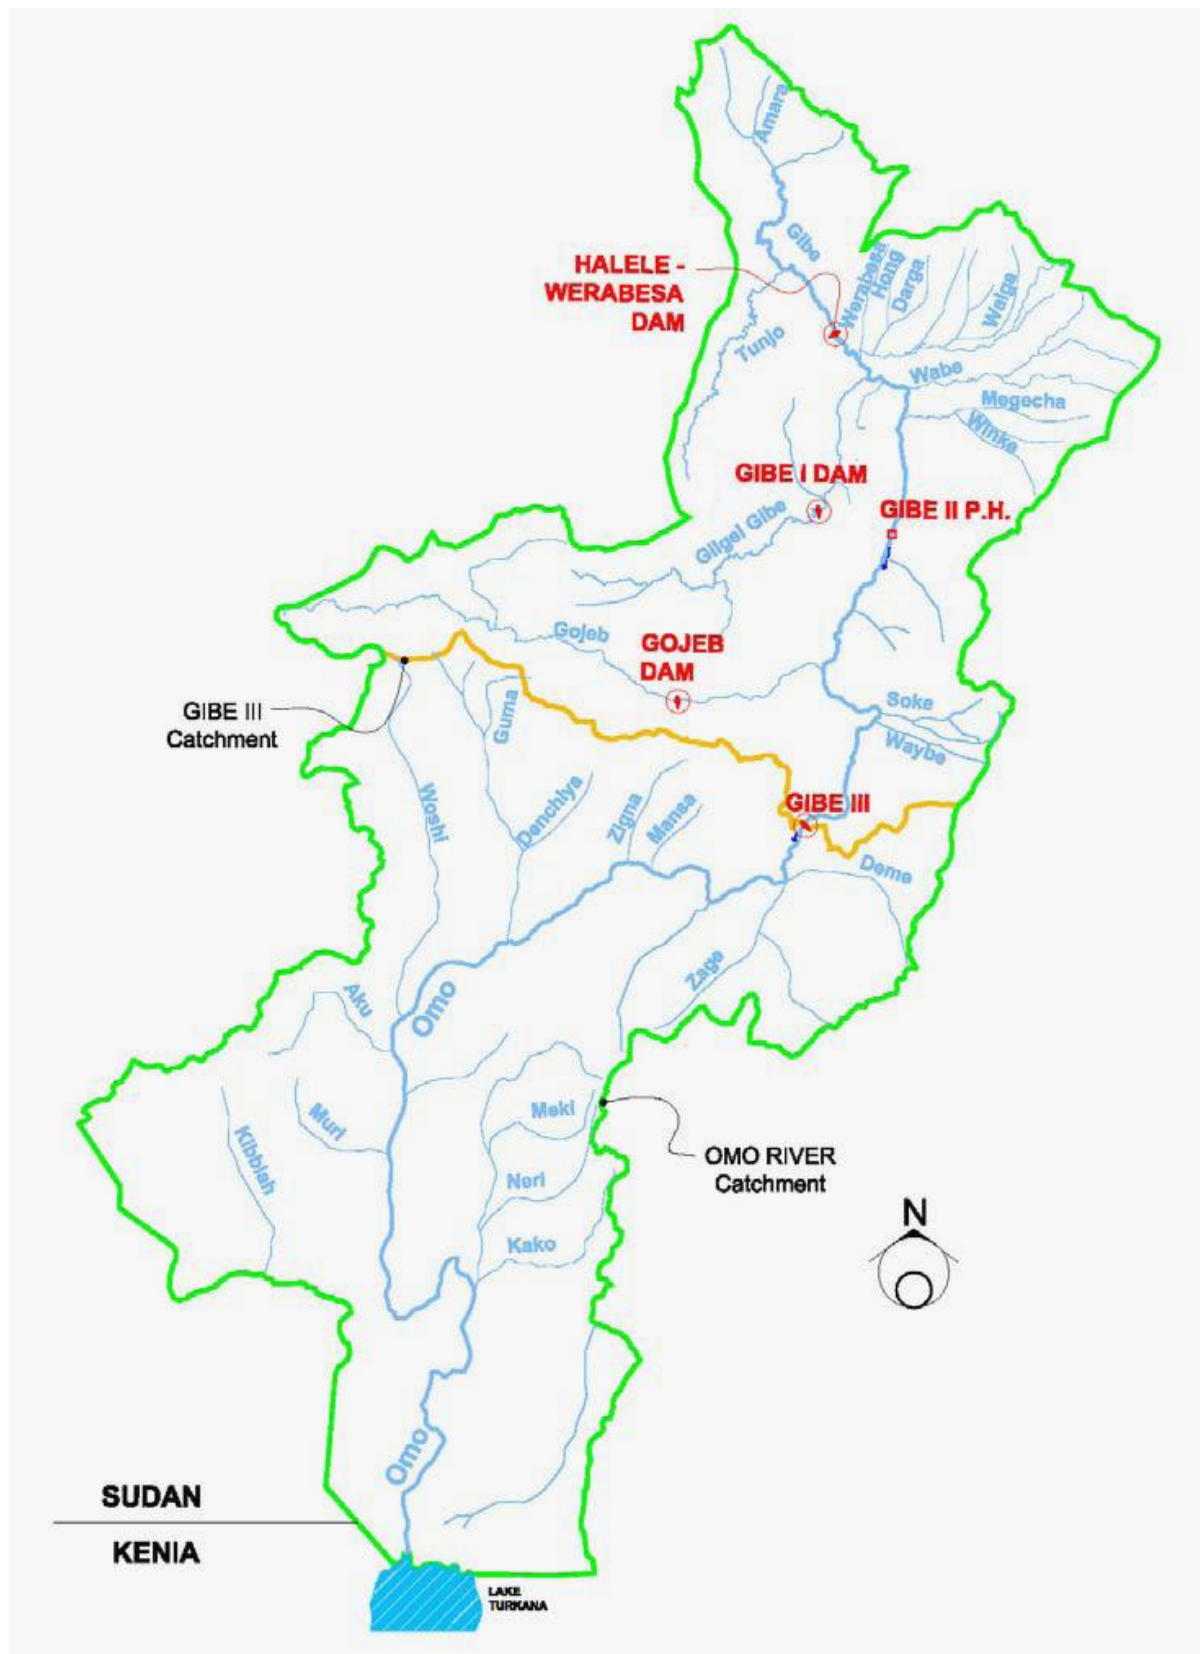 Amara
Gibe
HALELE -
WERABESA
DAM
Werabesa
Hong
Darga
Walga
Tunjo
Wabe
Megecha
Winke
GIBE I DAM
GIBE II P.H.
Gilgel Gibe
Gojeb
GOJEB
DAM
GIBE III
Catchment
Guma
Soke
Waybe
Woshi
Denchiya
Zigna
Mansa
GIBE III
Deme
Zage
Aku
Omo
Meki
Muri
Kibbiah
OMO RIVER
Catchment
Neri
Kako
N
Omo
SUDAN
KENIA
LAKE
TURKANA